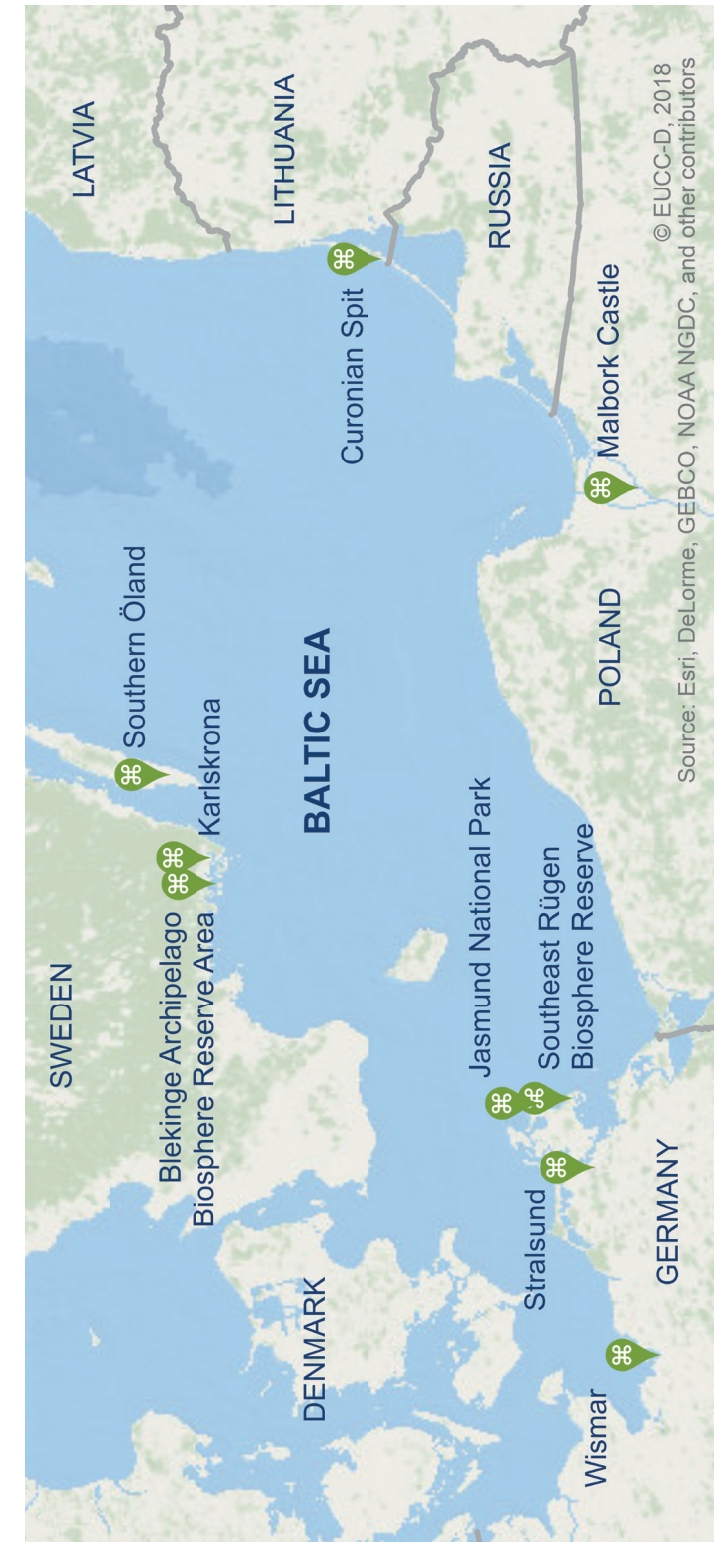 SWEDEN
LATVIA
Southern Öland
Blekinge Archipelago
Biosphere Reserve Area
Karlskrona
LITHUANIA
DENMARK
BALTIC SEA
Curonian Spit
Jasmund National Park
RUSSIA
Stralsund
Southeast Rügen
Biosphere Reserve
Wismar
POLAND
Malbork Castle
GERMANY
© EUCC-D, 2018
Source: Esri, DeLorme, GEBCO, NOAA NGDC, and other contributors